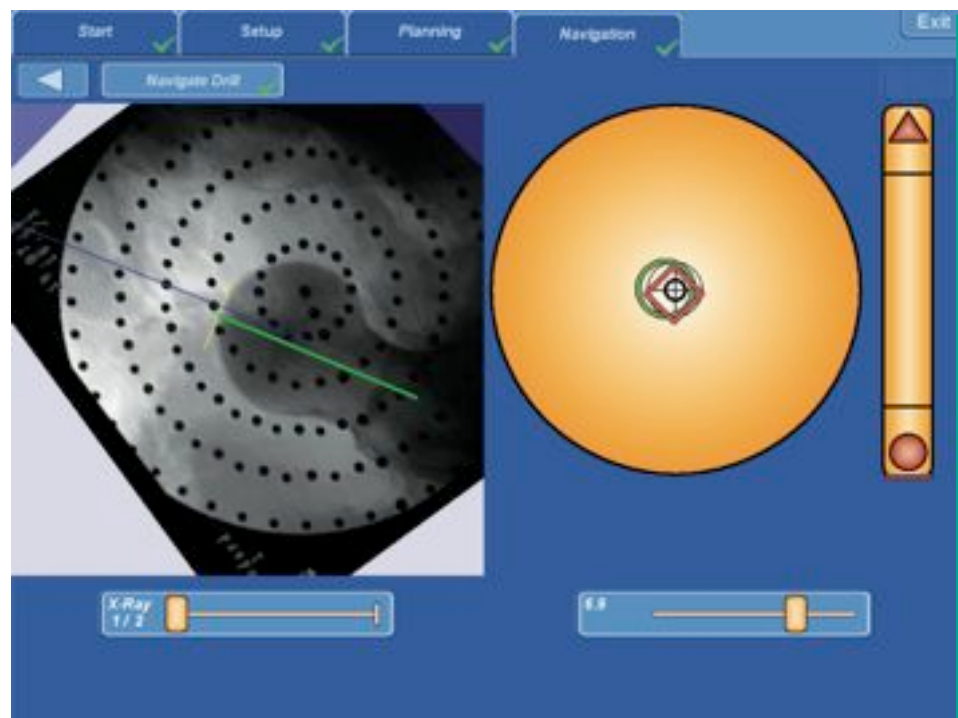 Start
Setup
Planning
Navigation
Exit
Navigate Drill
X-Ray
1 / 2
6.9